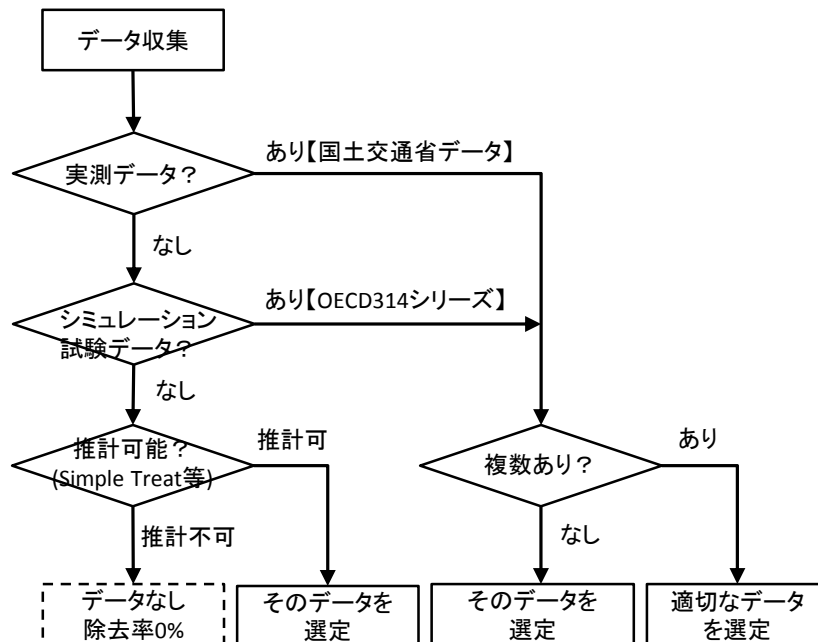 データ収集
実測データ？
あり【国土交通省データ】
なし
シミュレーション
試験データ？
あり【OECD314シリーズ】
なし
推計可能？
(Simple Treat等)
推計可
複数あり？
あり
推計不可
なし
データなし
除去率0%
そのデータを
選定
そのデータを
選定
適切なデータ
を選定